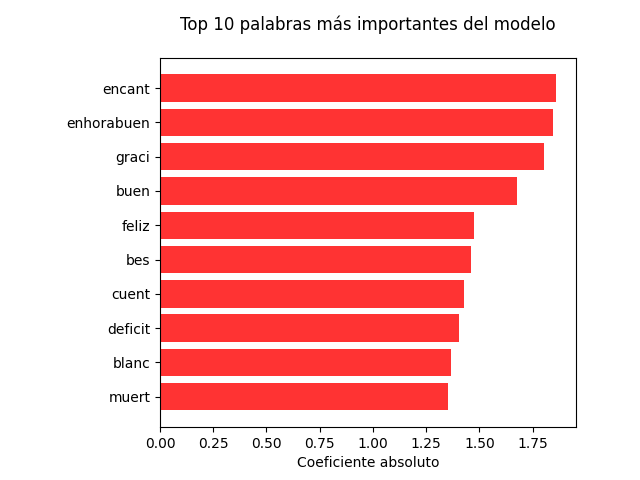 Top 10 palabras más importantes del modelo
encant
enhorabuen
graci
buen
feliz
bes
cuent
deficit
blanc
muert
0.00 0.25 0.50 0.75 1.00 1.25 1.50 1.75
Coeficiente absoluto